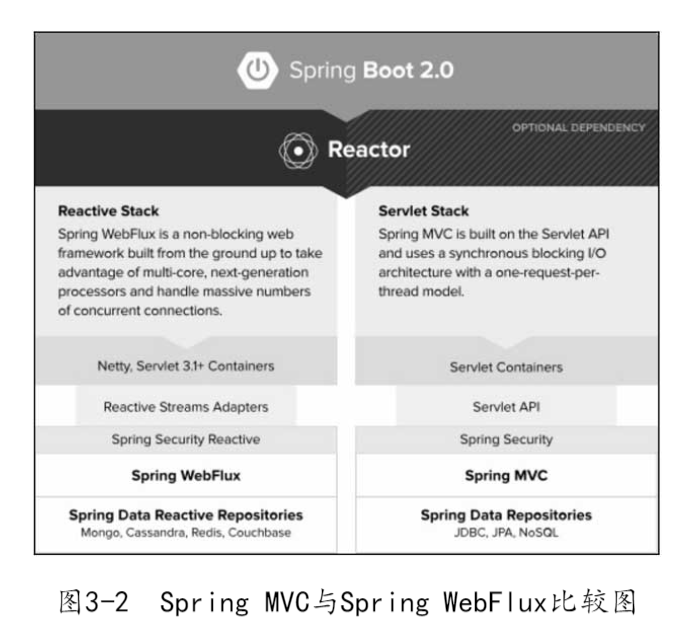 Spring Boot 2.0
OPTIONAL DEPENDENCY
Reactor
Reactive Stack
Spring WebFlux is a non-blocking web
framework built from the ground up to take
advantage of multi-core, next-generation
processors and handle massive numbers
of concurrent connections.
Servlet Stack
Spring MVC is built on the Servlet API
and uses a synchronous blocking I/O
architecture with a one-request-per-
thread model.
Netty, Servlet 3.1+ Containers
Servlet Containers
Reactive Streams Adapters
Servlet API
Spring Security Reactive
Spring Security
Spring WebFlux
Spring MVC
Spring Data Reactive Repositories
Mongo, Cassandra, Redis, Couchbase
Spring Data Repositories
JDBC, JPA, NoSQL
图3-2 Spring MVC与Spring WebFlux比较图